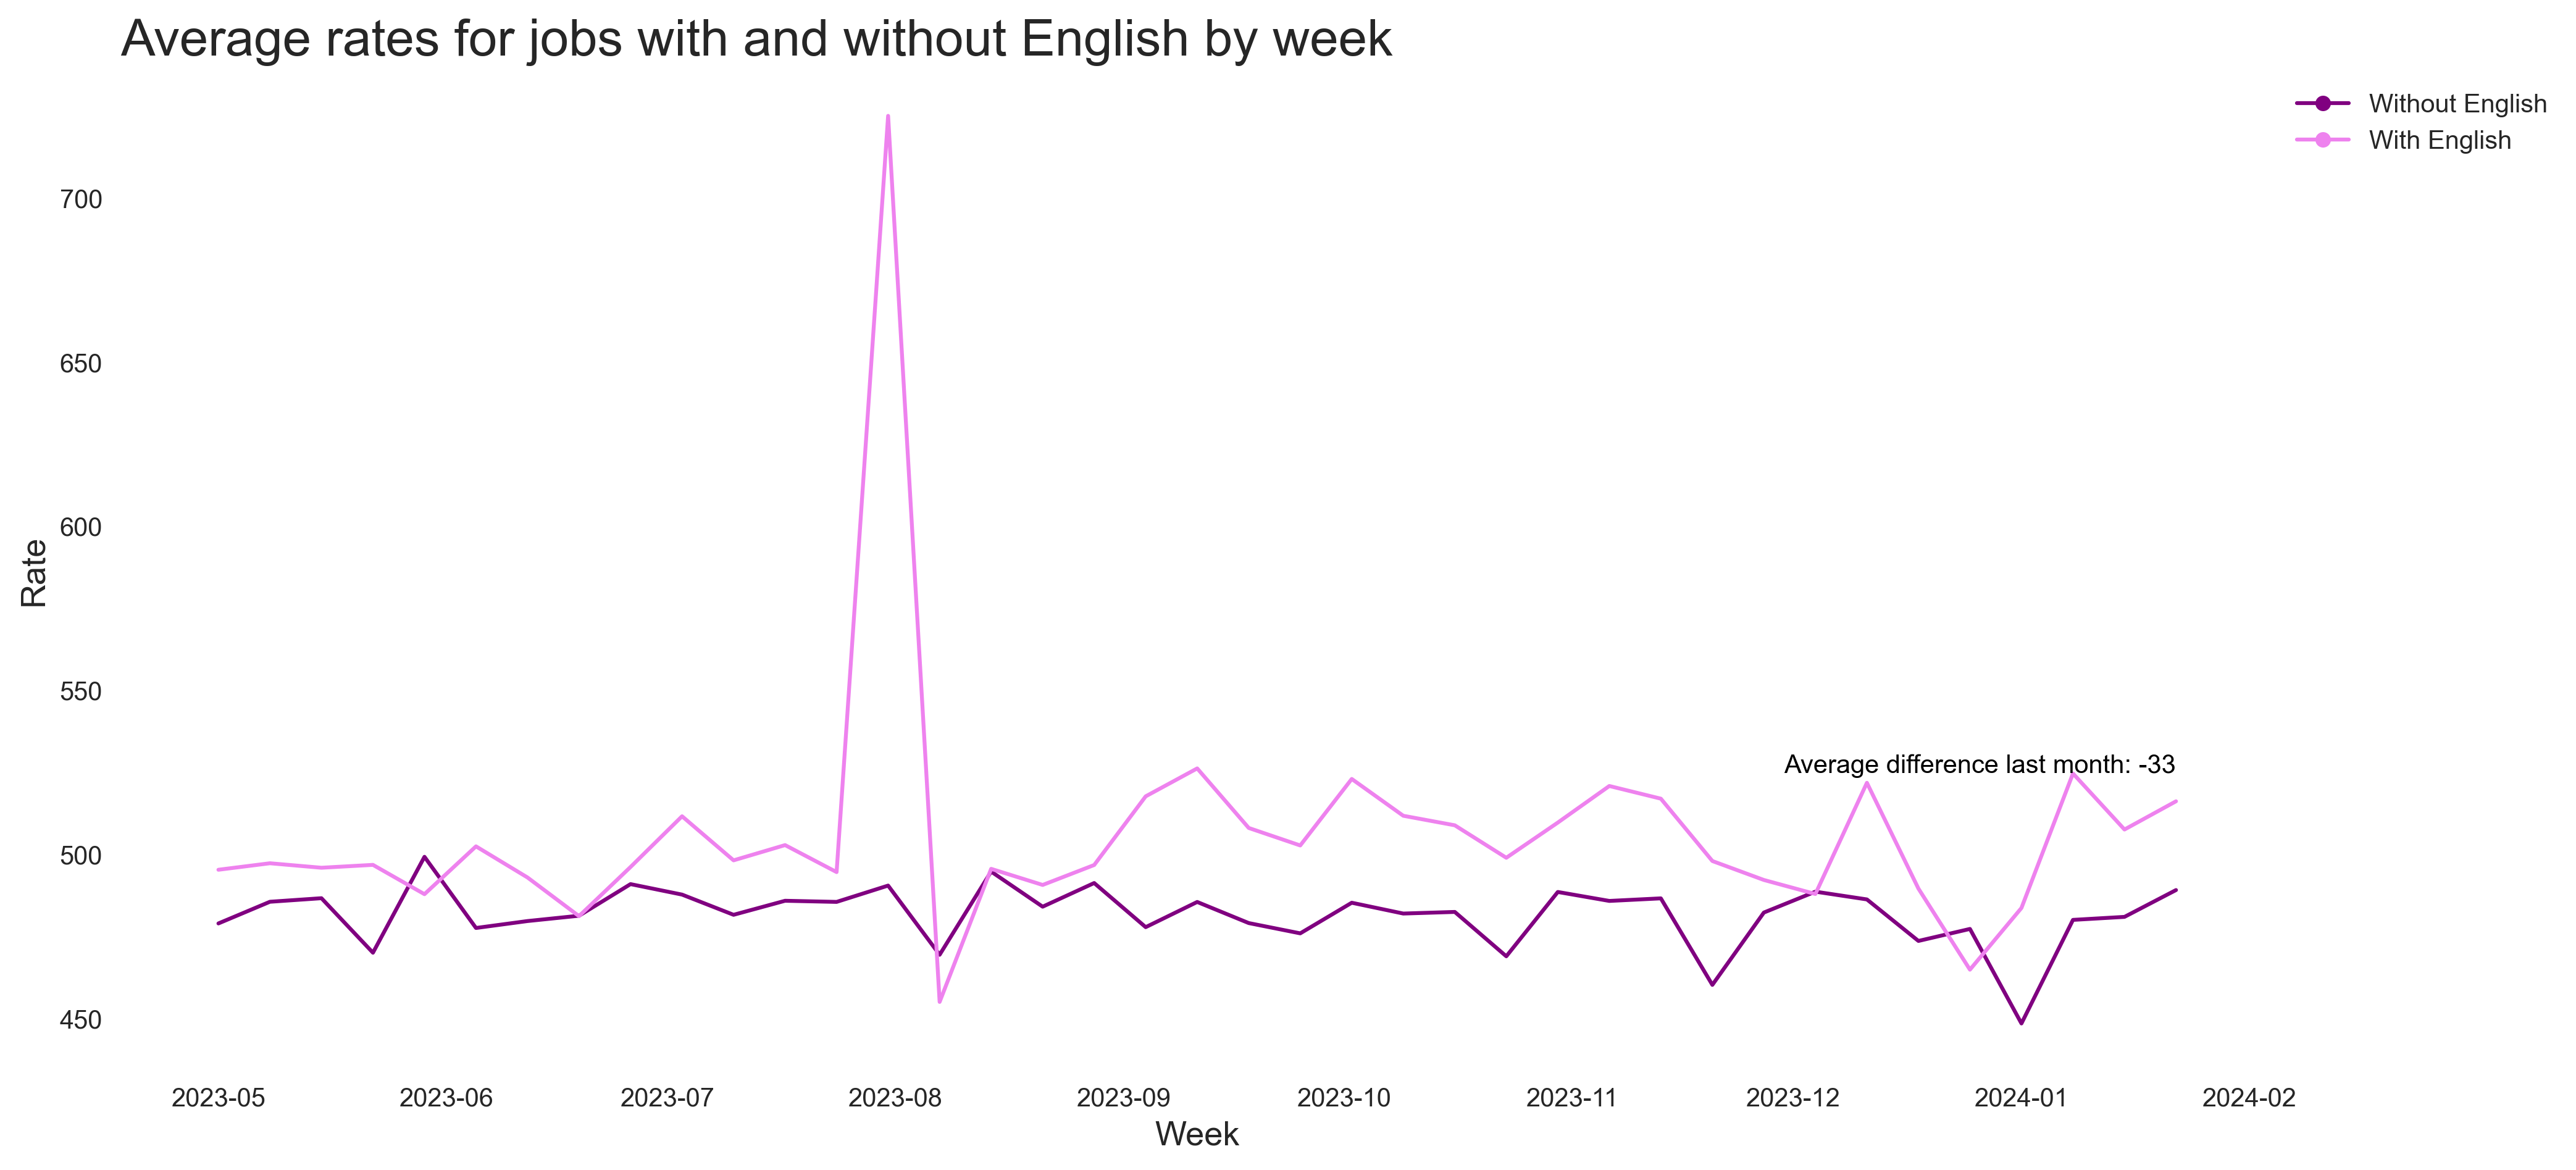 Average rates for jobs with and without English by week
Without English
With English
700
650
600
550
500
450
Rate
Average difference last month: -33
2023-05 2023-06 2023-07 2023-08 2023-09 2023-10 2023-11 2023-12 2024-01 2024-02
Week